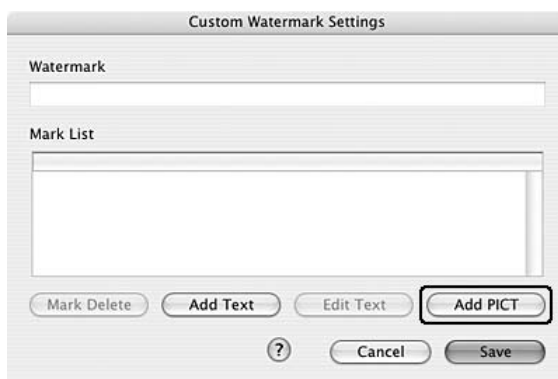 Custom Watermark Settings
Watermark
Mark List
Mark Delete Add Text Edit Text Add PICT
? Cancel Save